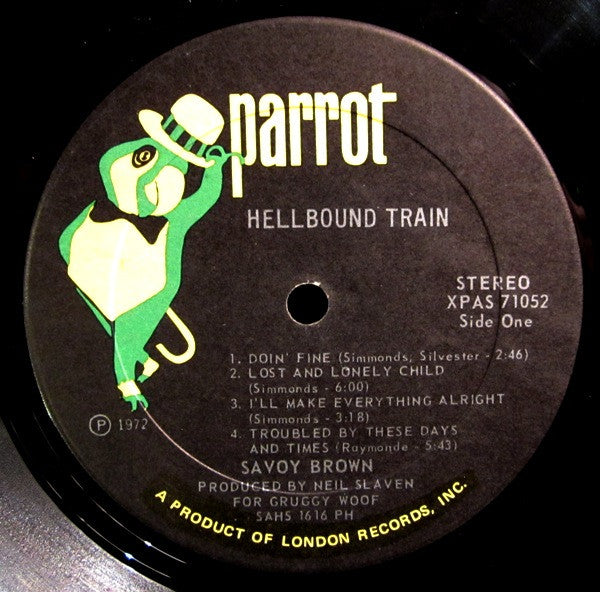 parrot
HELLBOUND TRAIN
STEREO
XPAS 71052
Side One
1. DOIN' FINE (Simmonds, Silvester - 2:46)
2. LOST AND LONELY CHILD
(Simmonds - 6:00)
3. I'LL MAKE EVERYTHING ALRIGHT
(Simmonds - 3:18)
4. TROUBLED BY THESE DAYS
AND TIMES (Raymonde - 5:43)
Ⓟ 1972
SAVOY BROWN
PRODUCED BY NEIL SLAVEN
FOR GRUGGY WOOF
SAHS 1616 PH
A PRODUCT OF LONDON RECORDS, INC.